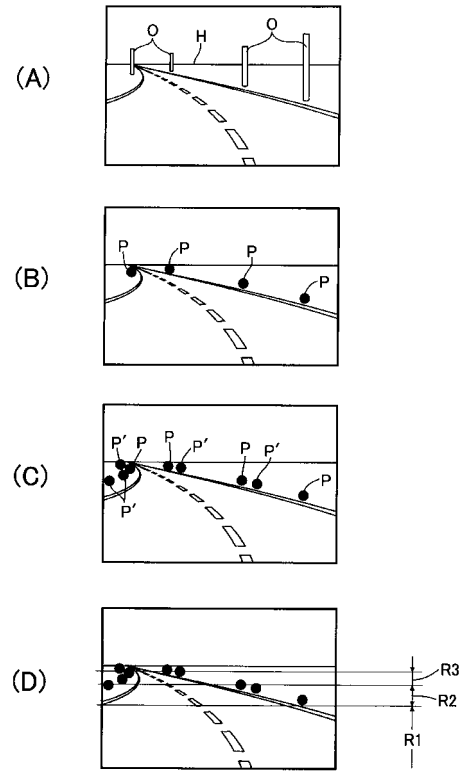 O H O
(A)
(B)
P P P P
(C)
P' P P P' P P' P
P'
(D)
R3
R2
R1